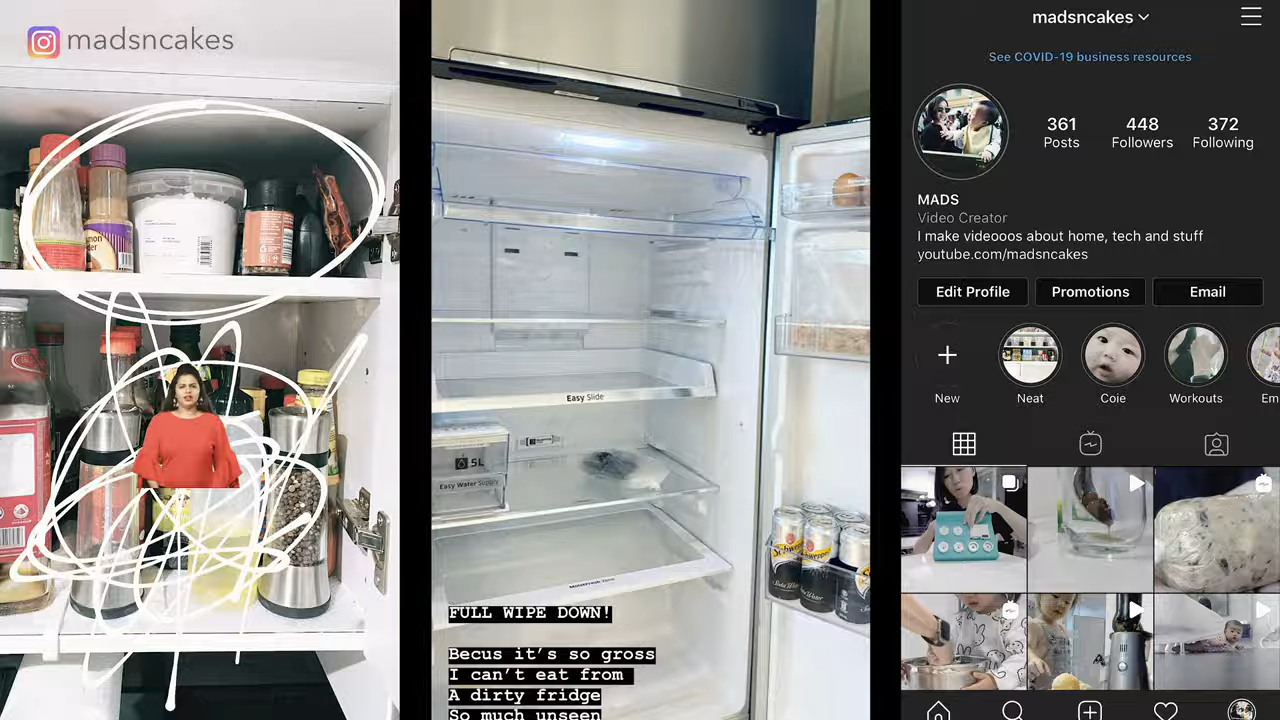 madsncakes
Easy Slide
5L
Easy Water Supply
FULL WIPE DOWN!
Becus it's so gross
I can't eat from
A dirty fridge
So much unseen
madsncakes
See COVID-19 business resources
361
Posts
448
Followers
372
Following
MADS
Video Creator
I make videooos about home, tech and stuff
youtube.com/madsncakes
Edit Profile
Promotions
Email
New
Neat
Coie
Workouts
Em